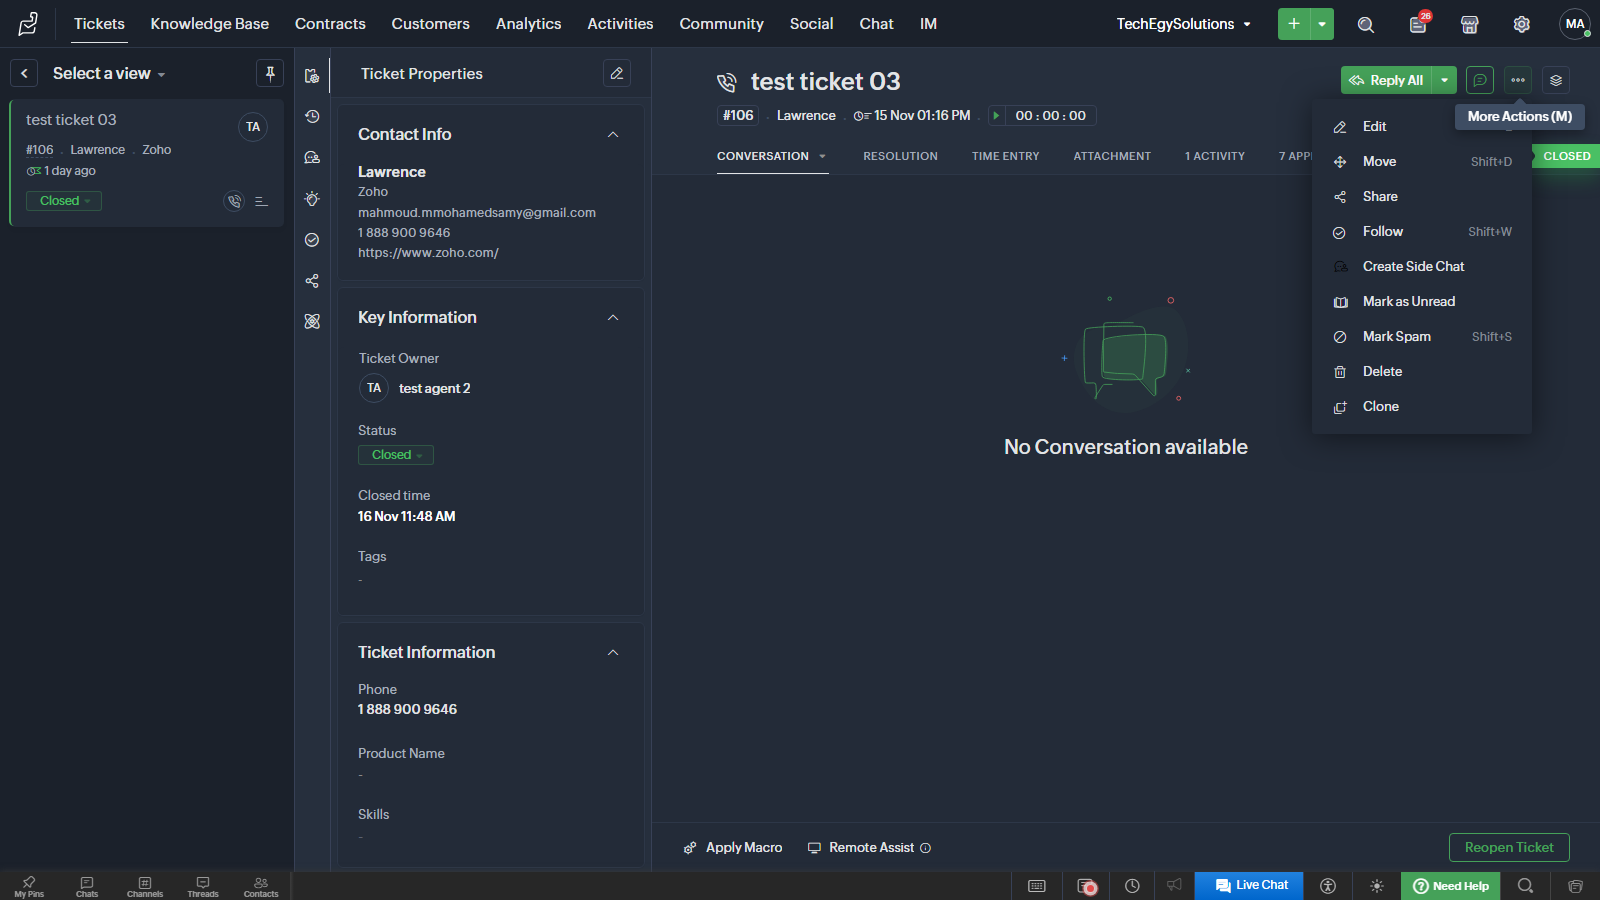 Tickets
Knowledge Base
Contracts
Customers
Analytics
Activities
Community
Social
Chat
IM
TechEgySolutions
26
MA
Select a view
test ticket 03
TA
#106 . Lawrence . Zoho
1 day ago
Closed
Ticket Properties
Contact Info
Lawrence
Zoho
mahmoud.mmohamedsamy@gmail.com
1 888 900 9646
https://www.zoho.com/
Key Information
Ticket Owner
TA
test agent 2
Status
Closed
Closed time
16 Nov 11:48 AM
Tags
-
Ticket Information
Phone
1 888 900 9646
Product Name
-
Skills
-
test ticket 03
#106 . Lawrence . 15 Nov 01:16 PM . 00 : 00 : 00
Reply All
More Actions (M)
CONVERSATION
RESOLUTION
TIME ENTRY
ATTACHMENT
1 ACTIVITY
7 APP
CLOSED
Edit
Move Shift+D
Share
Follow Shift+W
Create Side Chat
Mark as Unread
Mark Spam Shift+S
Delete
Clone
No Conversation available
Apply Macro
Remote Assist
Reopen Ticket
My Pins
Chats
Channels
Threads
Contacts
Live Chat
Need Help